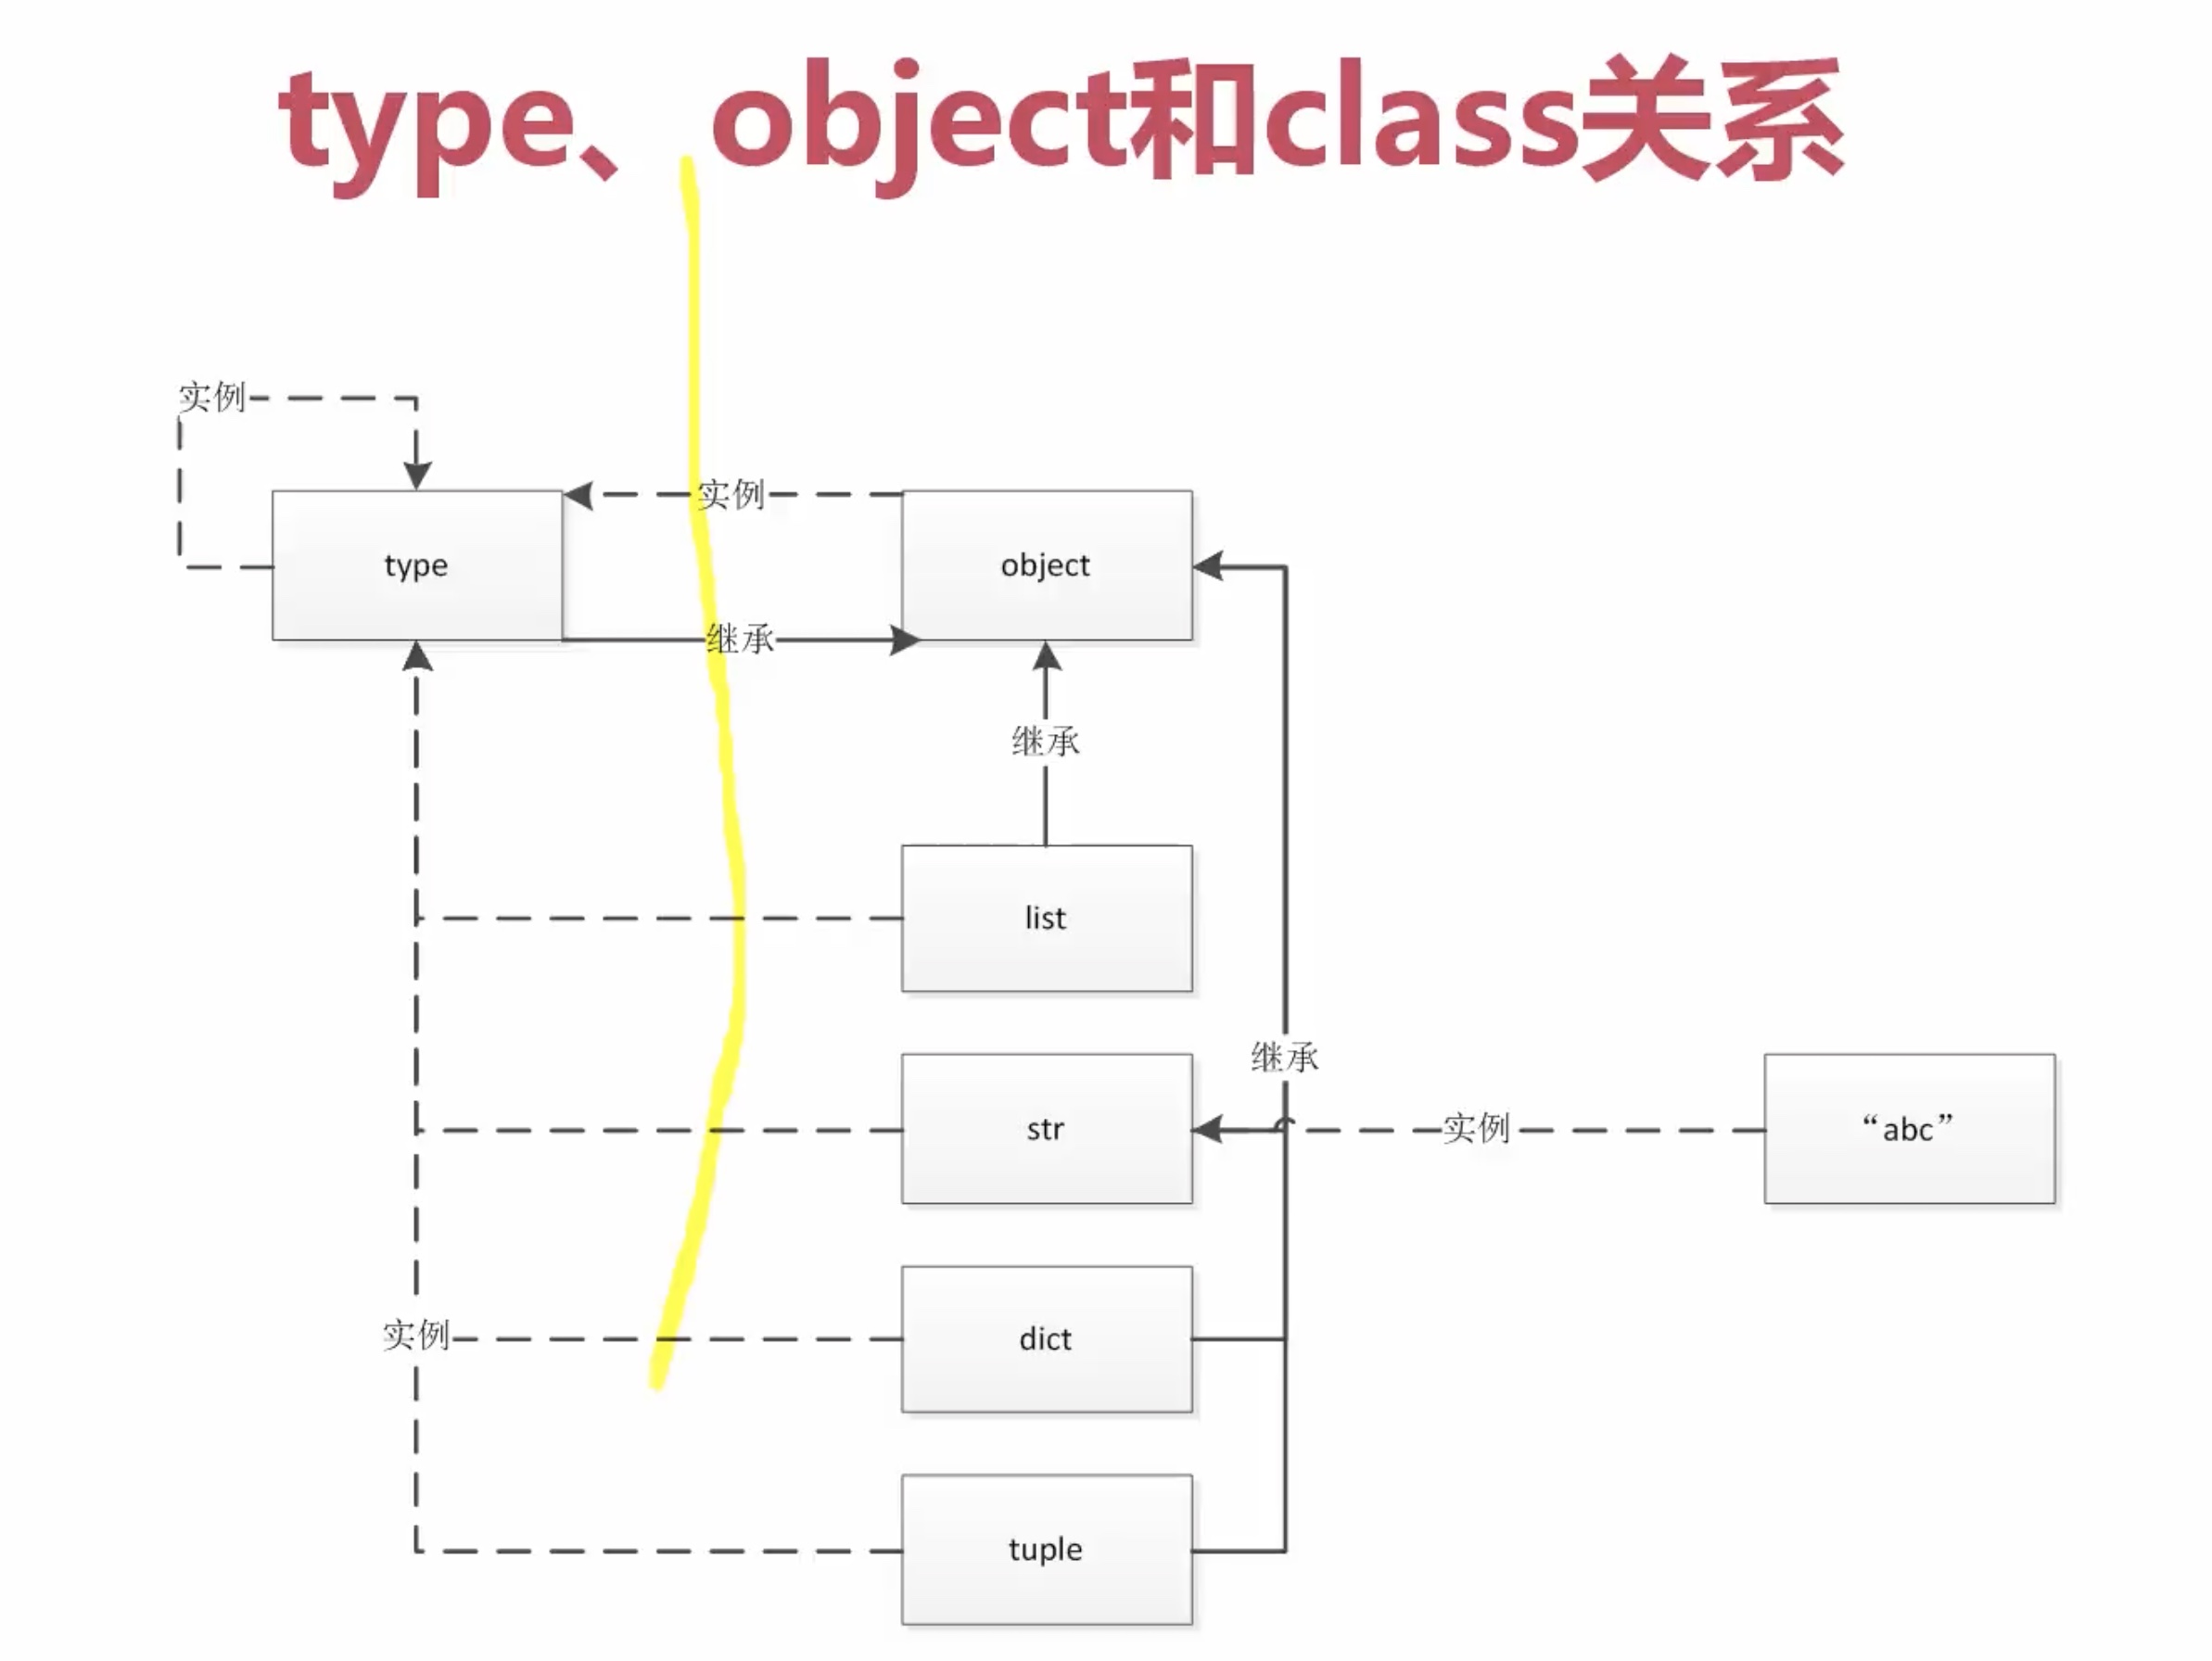 type、object和class关系
实例
实例
type
object
继承
继承
list
继承
str
实例
“abc”
实例
dict
tuple